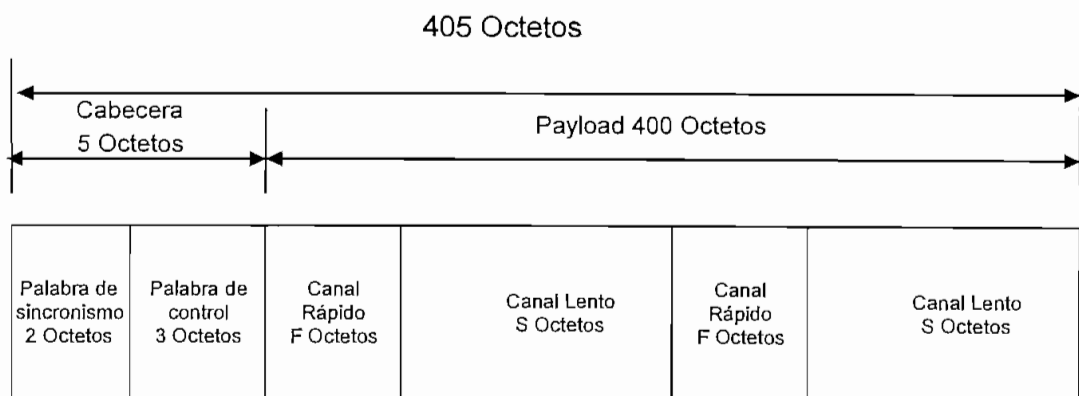 405 Octetos
Cabecera
5 Octetos
Payload 400 Octetos
Palabra de
sincronismo
2 Octetos
Palabra de
control
3 Octetos
Canal
Rápido
F Octetos
Canal Lento
S Octetos
Canal
Rápido
F Octetos
Canal Lento
S Octetos